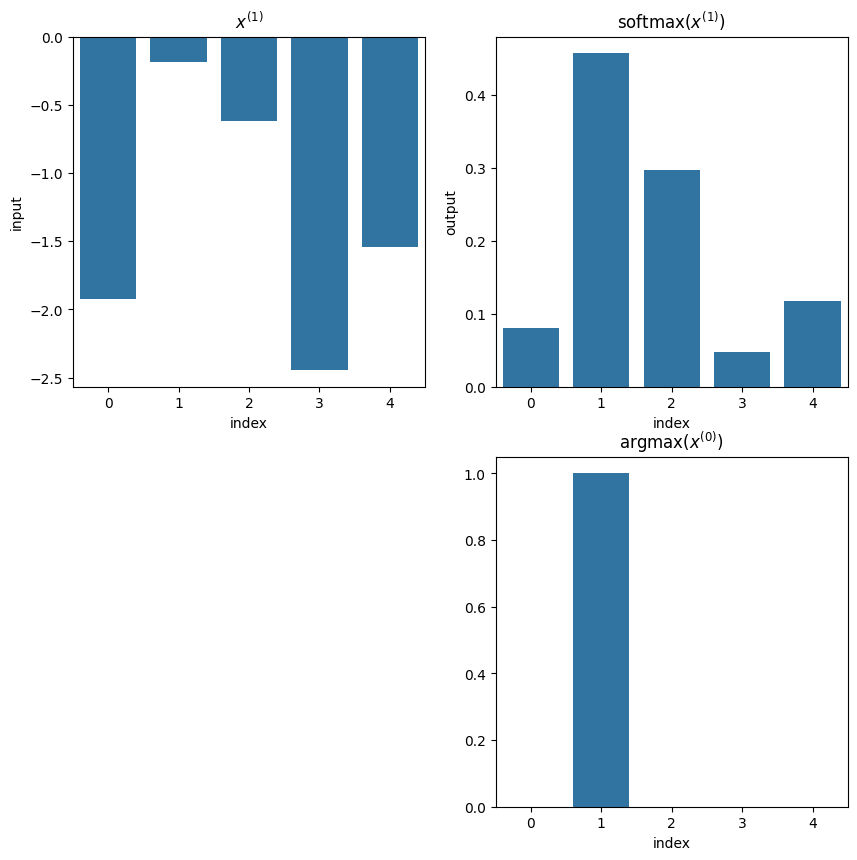 x^(1)
0.0
−0.5
−1.0
−1.5
−2.0
−2.5
input
0 1 2 3 4
index
softmax(x^(1))
0.4
0.3
0.2
0.1
0.0
output
0 1 2 3 4
index
argmax(x^(0))
1.0
0.8
0.6
0.4
0.2
0.0
0 1 2 3 4
index